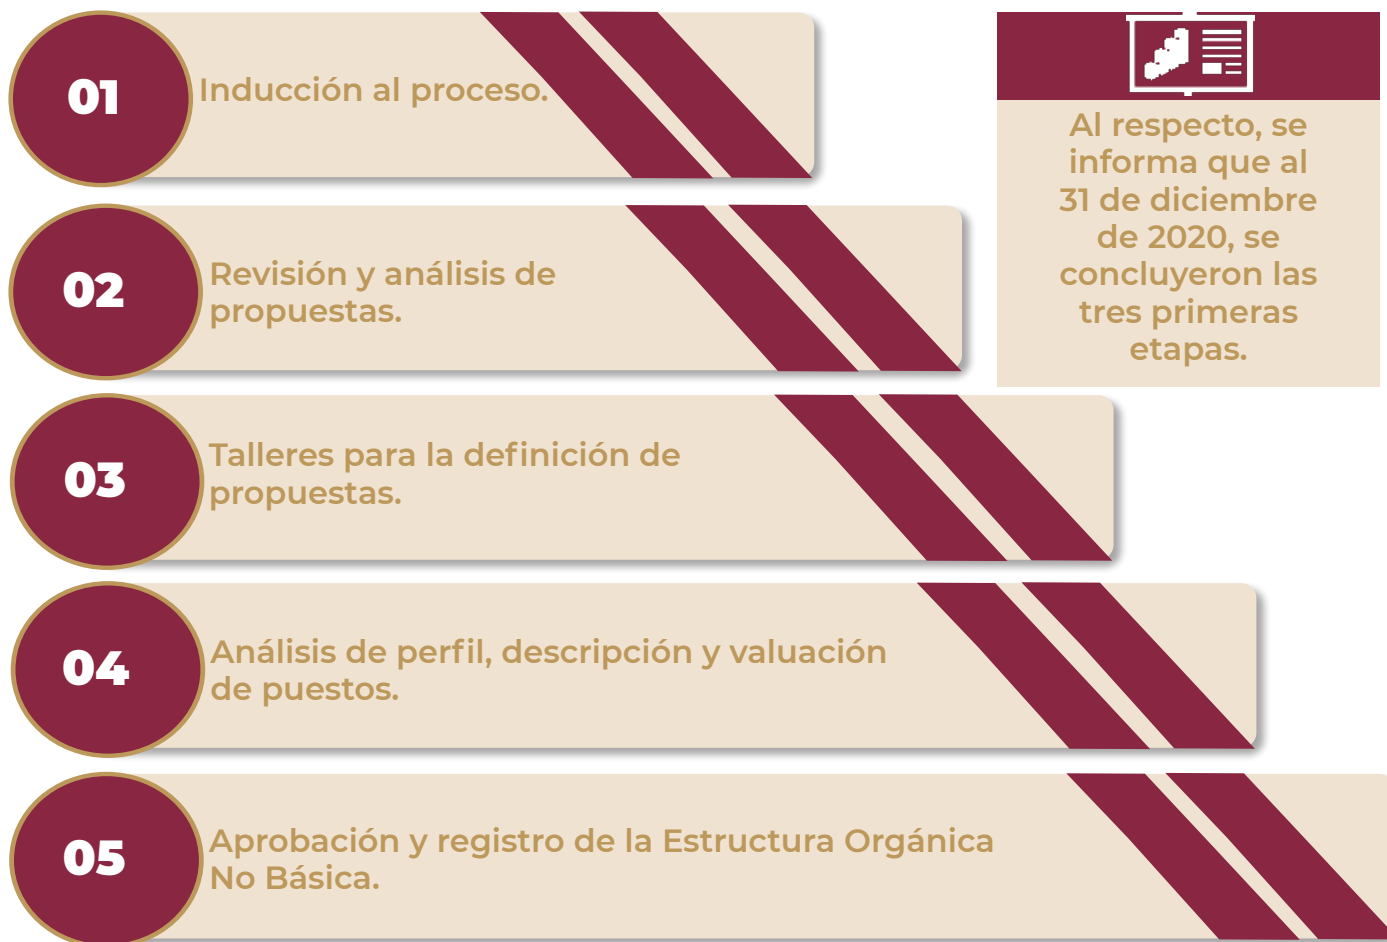 01
Inducción al proceso.
02
Revisión y análisis de
propuestas.
03
Talleres para la definición de
propuestas.
04
Análisis de perfil, descripción y valuación
de puestos.
05
Aprobación y registro de la Estructura Orgánica
No Básica.
Al respecto, se
informa que al
31 de diciembre
de 2020, se
concluyeron las
tres primeras
etapas.